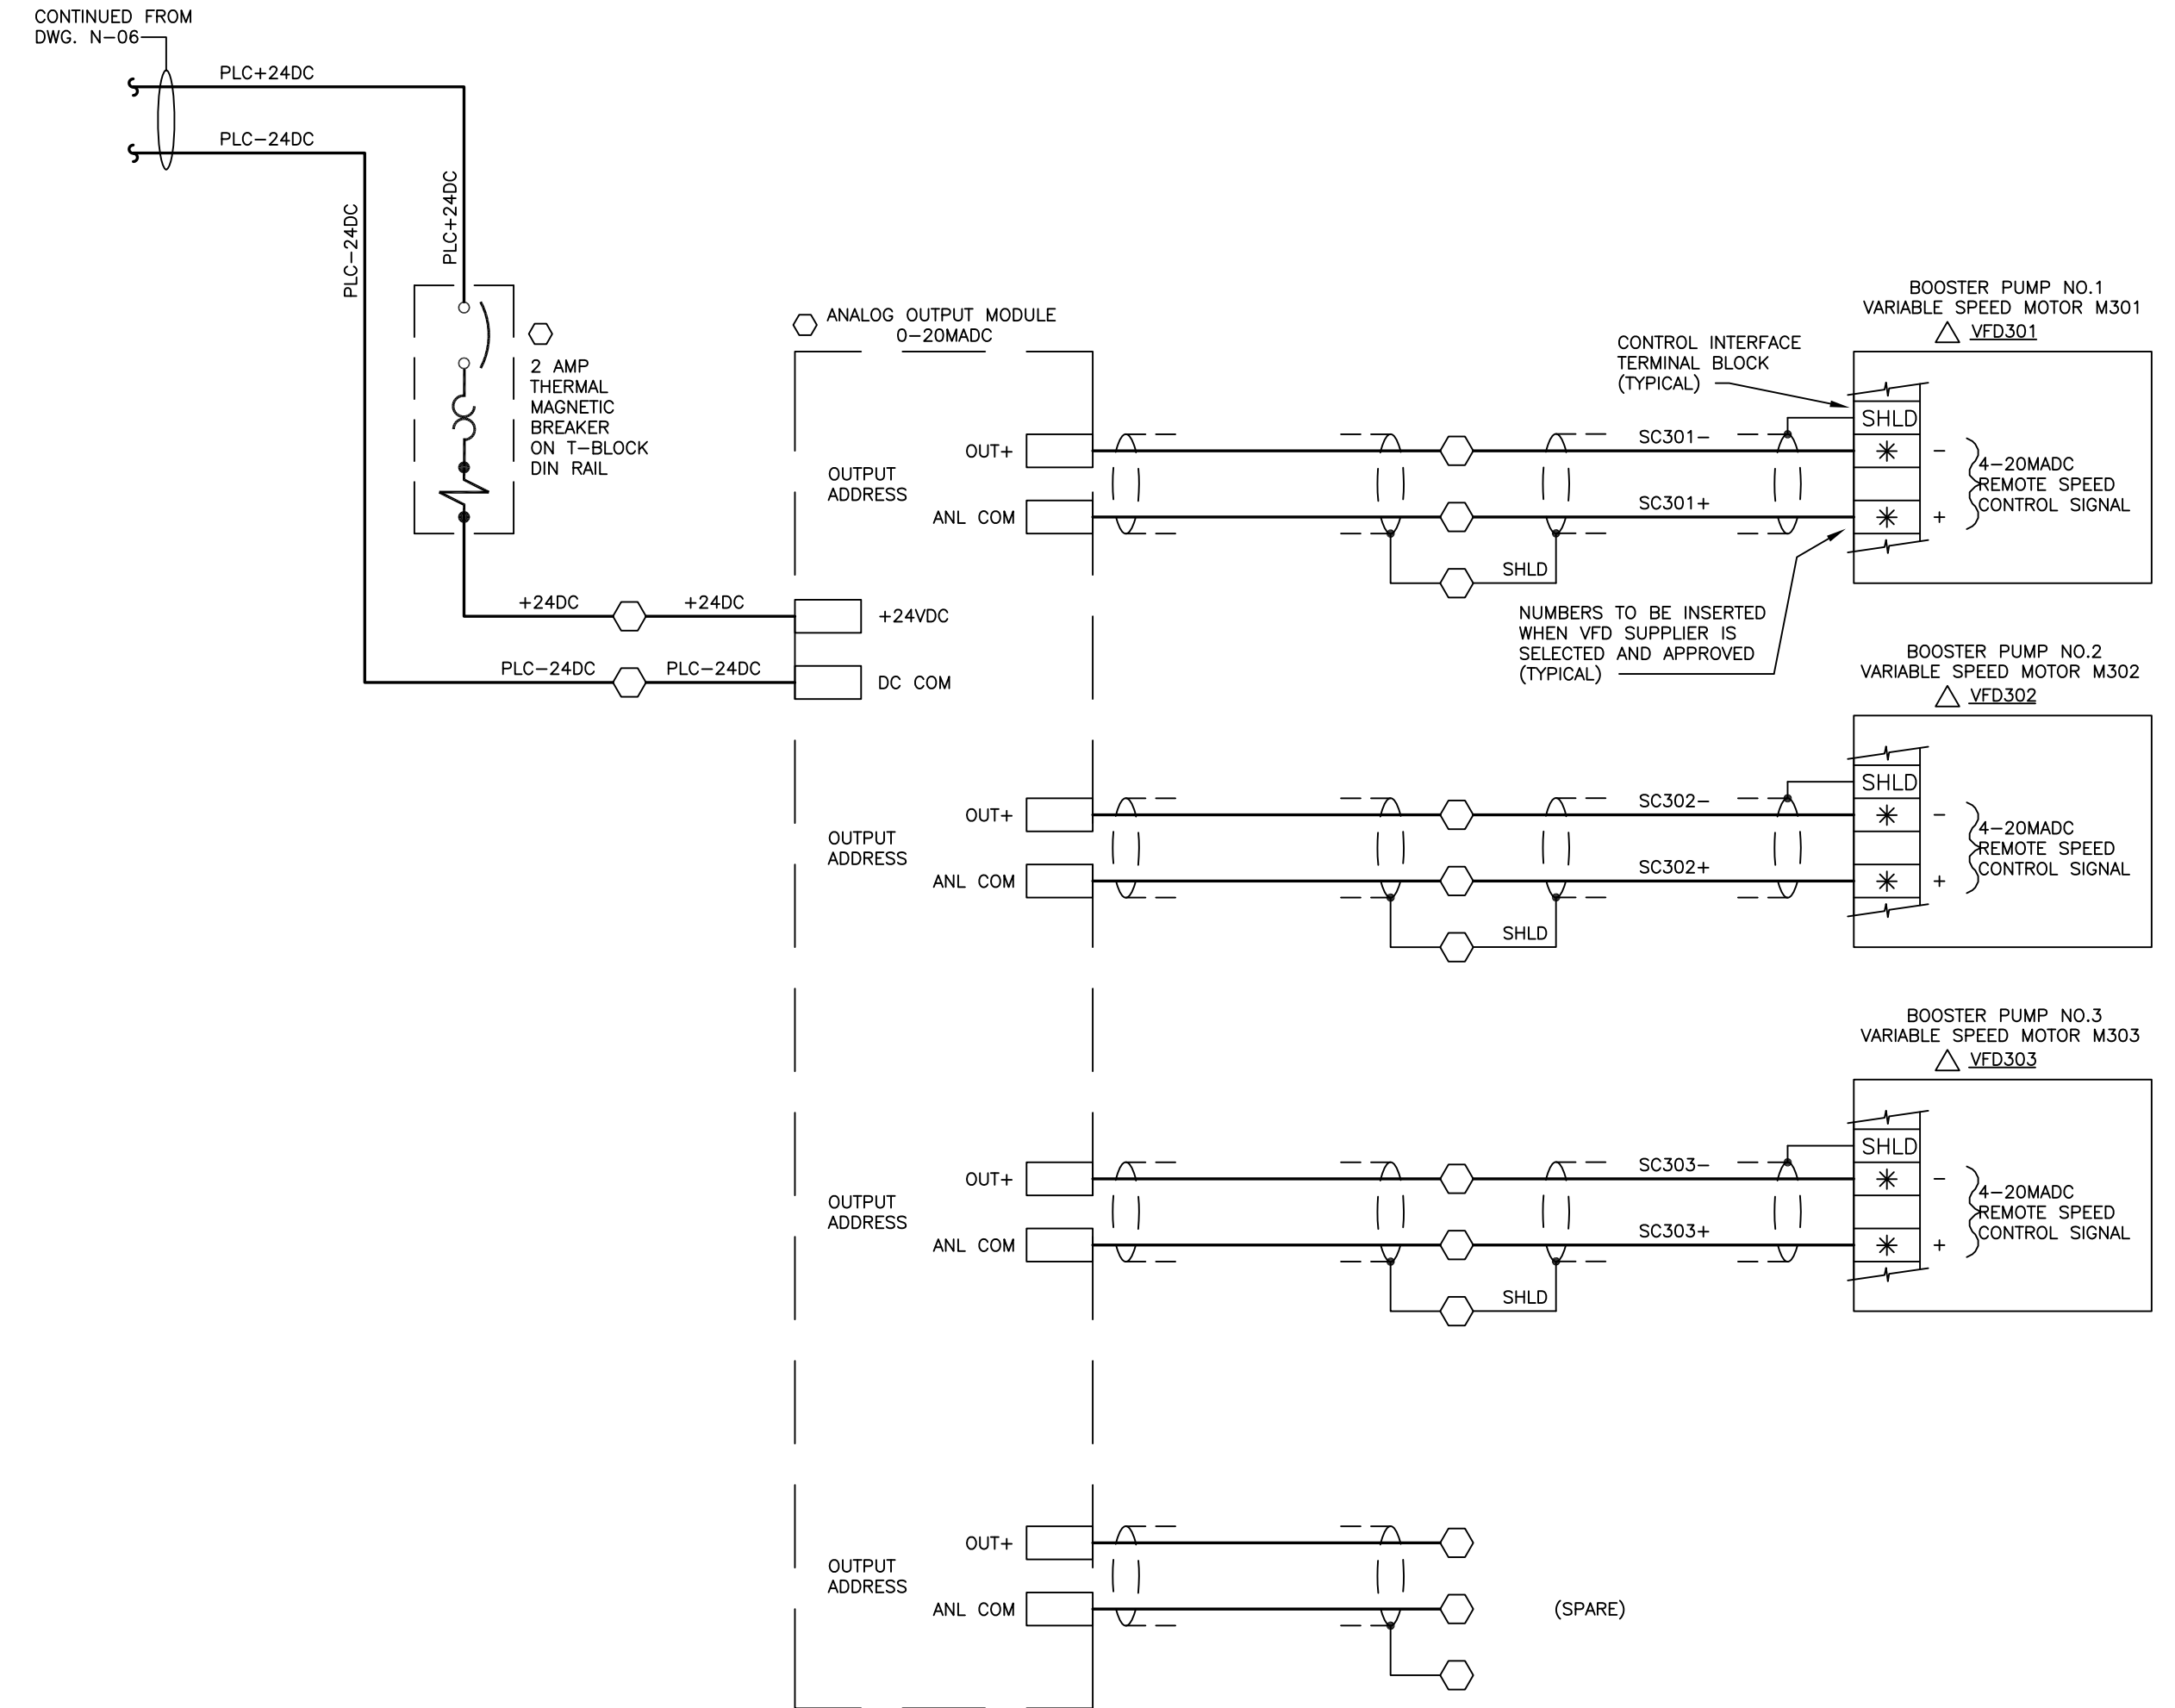 CONTINUED FROM
DWG. N-06
PLC+24DC
PLC-24DC
PLC+24DC
PLC-24DC
2 AMP
THERMAL
MAGNETIC
BREAKER
ON T-BLOCK
DIN RAIL
+24DC
+24DC
PLC-24DC
PLC-24DC
ANALOG OUTPUT MODULE
0-20MADC
OUTPUT
ADDRESS
OUT+
ANL COM
+24VDC
DC COM
SC301-
SC301+
SHLD
CONTROL INTERFACE
TERMINAL BLOCK
(TYPICAL)
NUMBERS TO BE INSERTED
WHEN VFD SUPPLIER IS
SELECTED AND APPROVED
(TYPICAL)
BOOSTER PUMP NO.1
VARIABLE SPEED MOTOR M301
VFD301
SHLD
-
+
4-20MADC
REMOTE SPEED
CONTROL SIGNAL
OUTPUT
ADDRESS
OUT+
ANL COM
SC302-
SC302+
SHLD
BOOSTER PUMP NO.2
VARIABLE SPEED MOTOR M302
VFD302
SHLD
-
+
4-20MADC
REMOTE SPEED
CONTROL SIGNAL
OUTPUT
ADDRESS
OUT+
ANL COM
SC303-
SC303+
SHLD
BOOSTER PUMP NO.3
VARIABLE SPEED MOTOR M303
VFD303
SHLD
-
+
4-20MADC
REMOTE SPEED
CONTROL SIGNAL
OUTPUT
ADDRESS
OUT+
ANL COM
(SPARE)